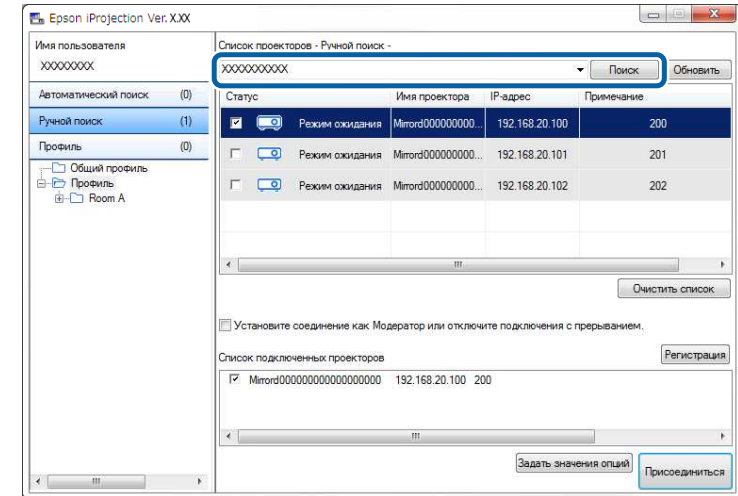 Epson iProjection Ver. X.XX
Имя пользователя
XXXXXXXX
Автоматический поиск (0)
Ручной поиск (1)
Профиль (0)
Общий профиль
Профиль
Room A
Список проекторов - Ручной поиск -
XXXXXXXXXX Поиск Обновить
Статус Имя проектора IP-адрес Примечание
Режим ожидания Mirrord000000000... 192.168.20.100 200
Режим ожидания Mirrord000000000... 192.168.20.101 201
Режим ожидания Mirrord000000000... 192.168.20.102 202
Очистить список
Установите соединение как Модератор или отключите подключения с прерыванием.
Список подключенных проекторов Регистрация
Mirrord000000000000000000 192.168.20.100 200
Задать значения опций Присоединиться